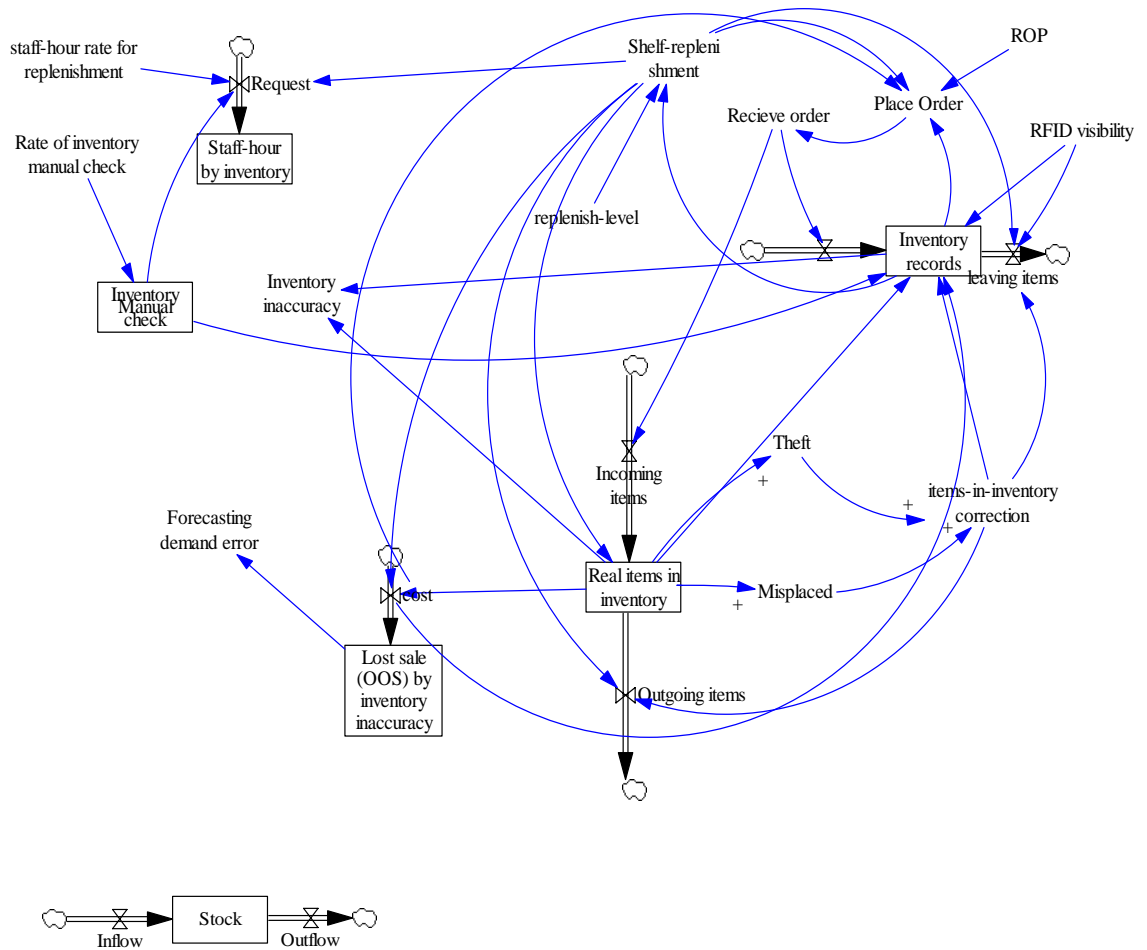 staff-hour rate for
replenishment
Request
Shelf-repleni
shment
ROP
Place Order
Recieve order
RFID visibility
Rate of inventory
manual check
Staff-hour
by inventory
replenish-level
Inventory
records
leaving items
Inventory
inaccuracy
Inventory
Manual
check
Incoming
items
Theft
+
+
+
items-in-inventory
correction
Forecasting
demand error
cost
Real items in
inventory
Misplaced
+
Lost sale
(OOS) by
inventory
inaccuracy
Outgoing items
Stock
Inflow
Outflow